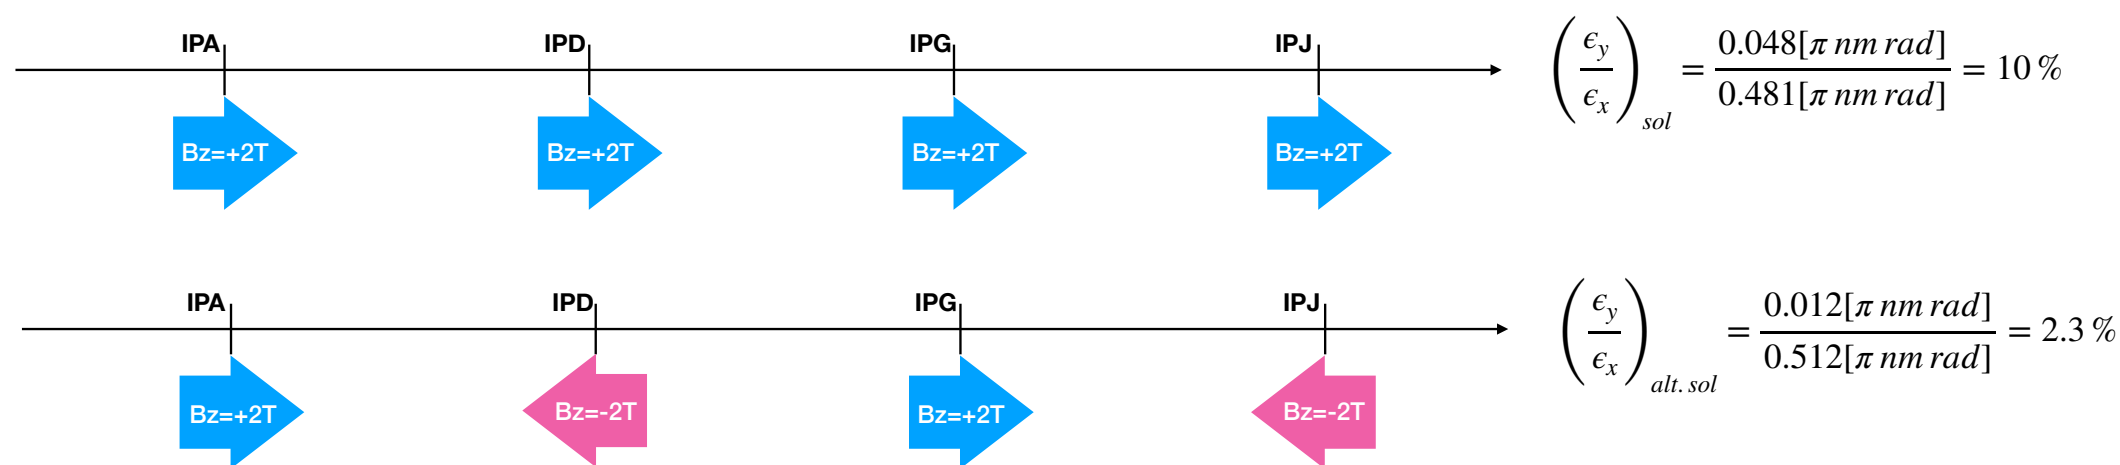 IPA IPD IPG IPJ
Bz=+2T Bz=+2T Bz=+2T Bz=+2T
(ϵy/ϵx)sol = 0.048[π nm rad]/0.481[π nm rad] = 10 %
IPA IPD IPG IPJ
Bz=+2T Bz=-2T Bz=+2T Bz=-2T
(ϵy/ϵx)alt. sol = 0.012[π nm rad]/0.512[π nm rad] = 2.3 %